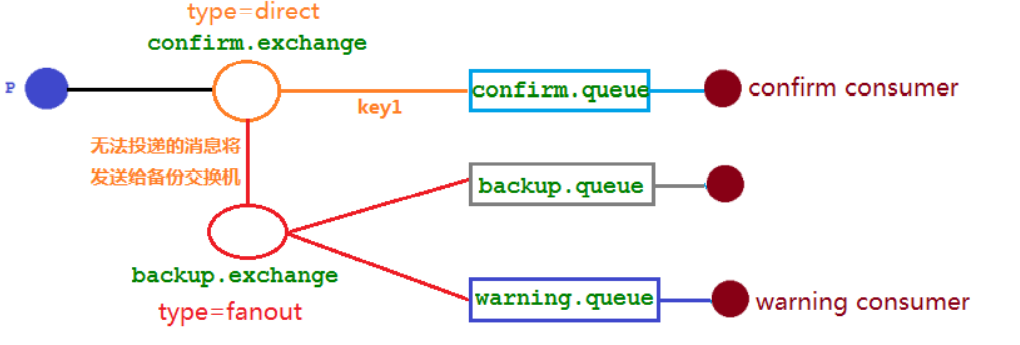 type=direct
confirm.exchange
P
confirm.queue
confirm consumer
key1
无法投递的消息将
发送给备份交换机
backup.queue
backup.exchange
type=fanout
warning.queue
warning consumer